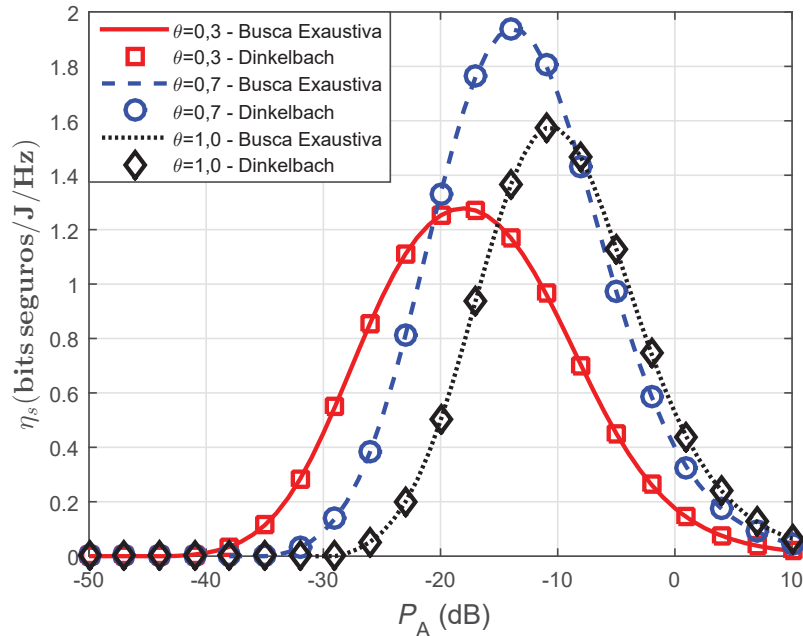 θ=0,3 - Busca Exaustiva
θ=0,3 - Dinkelbach
θ=0,7 - Busca Exaustiva
θ=0,7 - Dinkelbach
θ=1,0 - Busca Exaustiva
θ=1,0 - Dinkelbach
2
1.8
1.6
1.4
1.2
1
0.8
0.6
0.4
0.2
0
ηs(bits seguros/J/Hz)
-50
-40
-30
-20
-10
0
10
PA (dB)